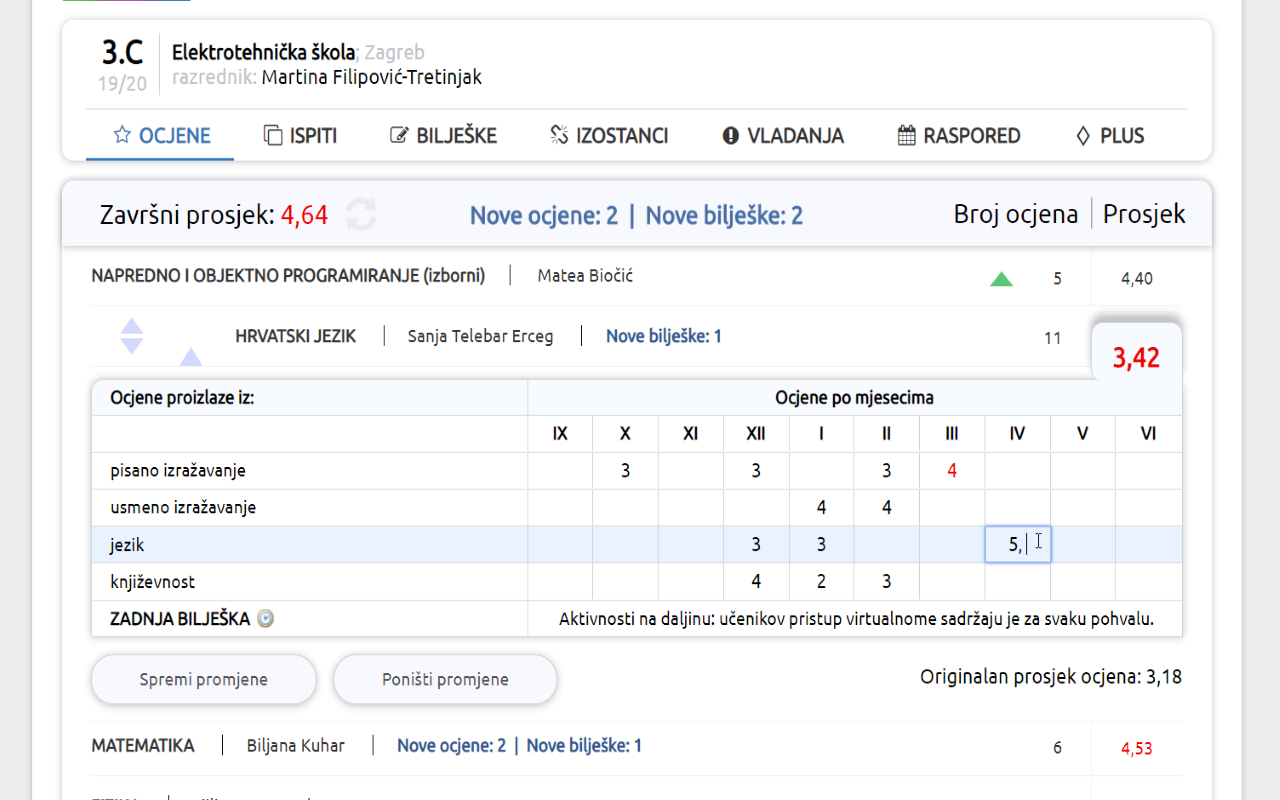 3.C
19/20
Elektrotehnička škola; Zagreb
razrednik: Martina Filipović-Tretinjak
OCJENE ISPITI BILJEŠKE IZOSTANCI VLADANJA RASPORED PLUS
Završni prosjek: 4,64 Nove ocjene: 2 | Nove bilješke: 2 Broj ocjena Prosjek
NAPREDNO I OBJEKTNO PROGRAMIRANJE (izborni) | Matea Biočić 5 4,40
HRVATSKI JEZIK | Sanja Telebar Erceg | Nove bilješke: 1 11 3,42
Ocjene proizlaze iz: Ocjene po mjesecima
IX X XI XII I II III IV V VI
pisano izražavanje 3 3 3 4
usmeno izražavanje 4 4
jezik 3 3 5,
književnost 4 2 3
ZADNJA BILJEŠKA Aktivnosti na daljinu: učenikov pristup virtualnome sadržaju je za svaku pohvalu.
Spremi promjene Poništi promjene Originalan prosjek ocjena: 3,18
MATEMATIKA | Biljana Kuhar | Nove ocjene: 2 | Nove bilješke: 1 6 4,53